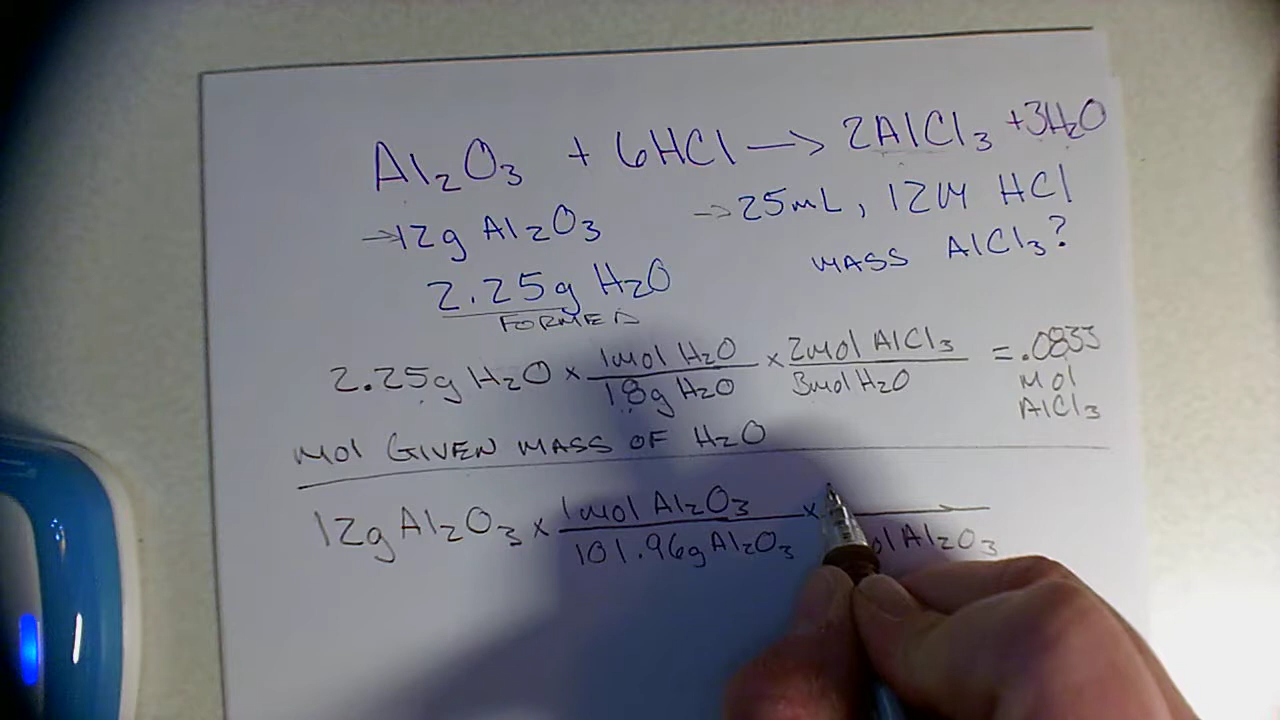 Al₂O₃ + 6HCl → 2AlCl₃ + 3H₂O
→12g Al₂O₃ → 25mL, 12M HCl
2.25g H₂O MASS AlCl₃?
FORMED
2.25g H₂O × 1mol H₂O / 18g H₂O × 2mol AlCl₃ / 3mol H₂O = .0833 mol AlCl₃
mol GIVEN MASS OF H₂O
12g Al₂O₃ × 1mol Al₂O₃ / 101.96g Al₂O₃ × Al₂O₃